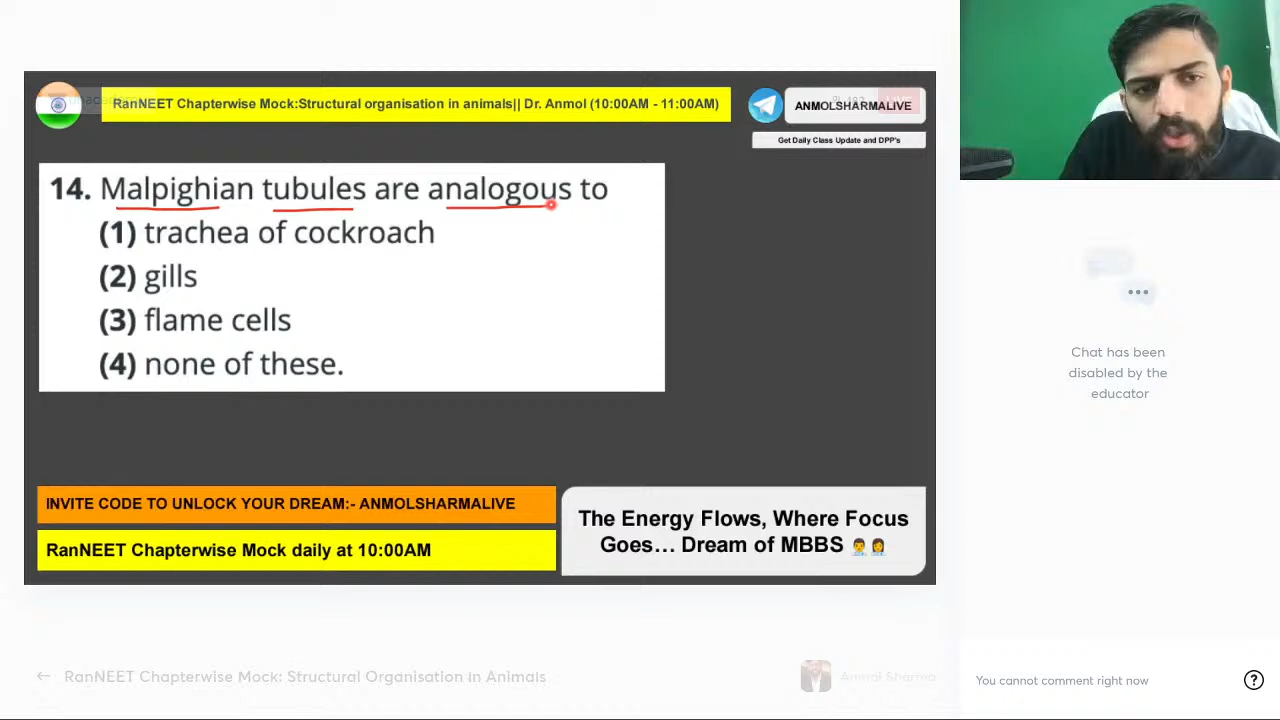 RanNEET Chapterwise Mock:Structural organisation in animals|| Dr. Anmol (10:00AM - 11:00AM)
ANMOLSHARMALIVE
Get Daily Class Update and DPP's
14. Malpighian tubules are analogous to
(1) trachea of cockroach
(2) gills
(3) flame cells
(4) none of these.
Chat has been
disabled by the
educator
INVITE CODE TO UNLOCK YOUR DREAM:- ANMOLSHARMALIVE
RanNEET Chapterwise Mock daily at 10:00AM
The Energy Flows, Where Focus
Goes... Dream of MBBS
← RanNEET Chapterwise Mock: Structural Organisation in Animals
Anmol Sharma
You cannot comment right now
?